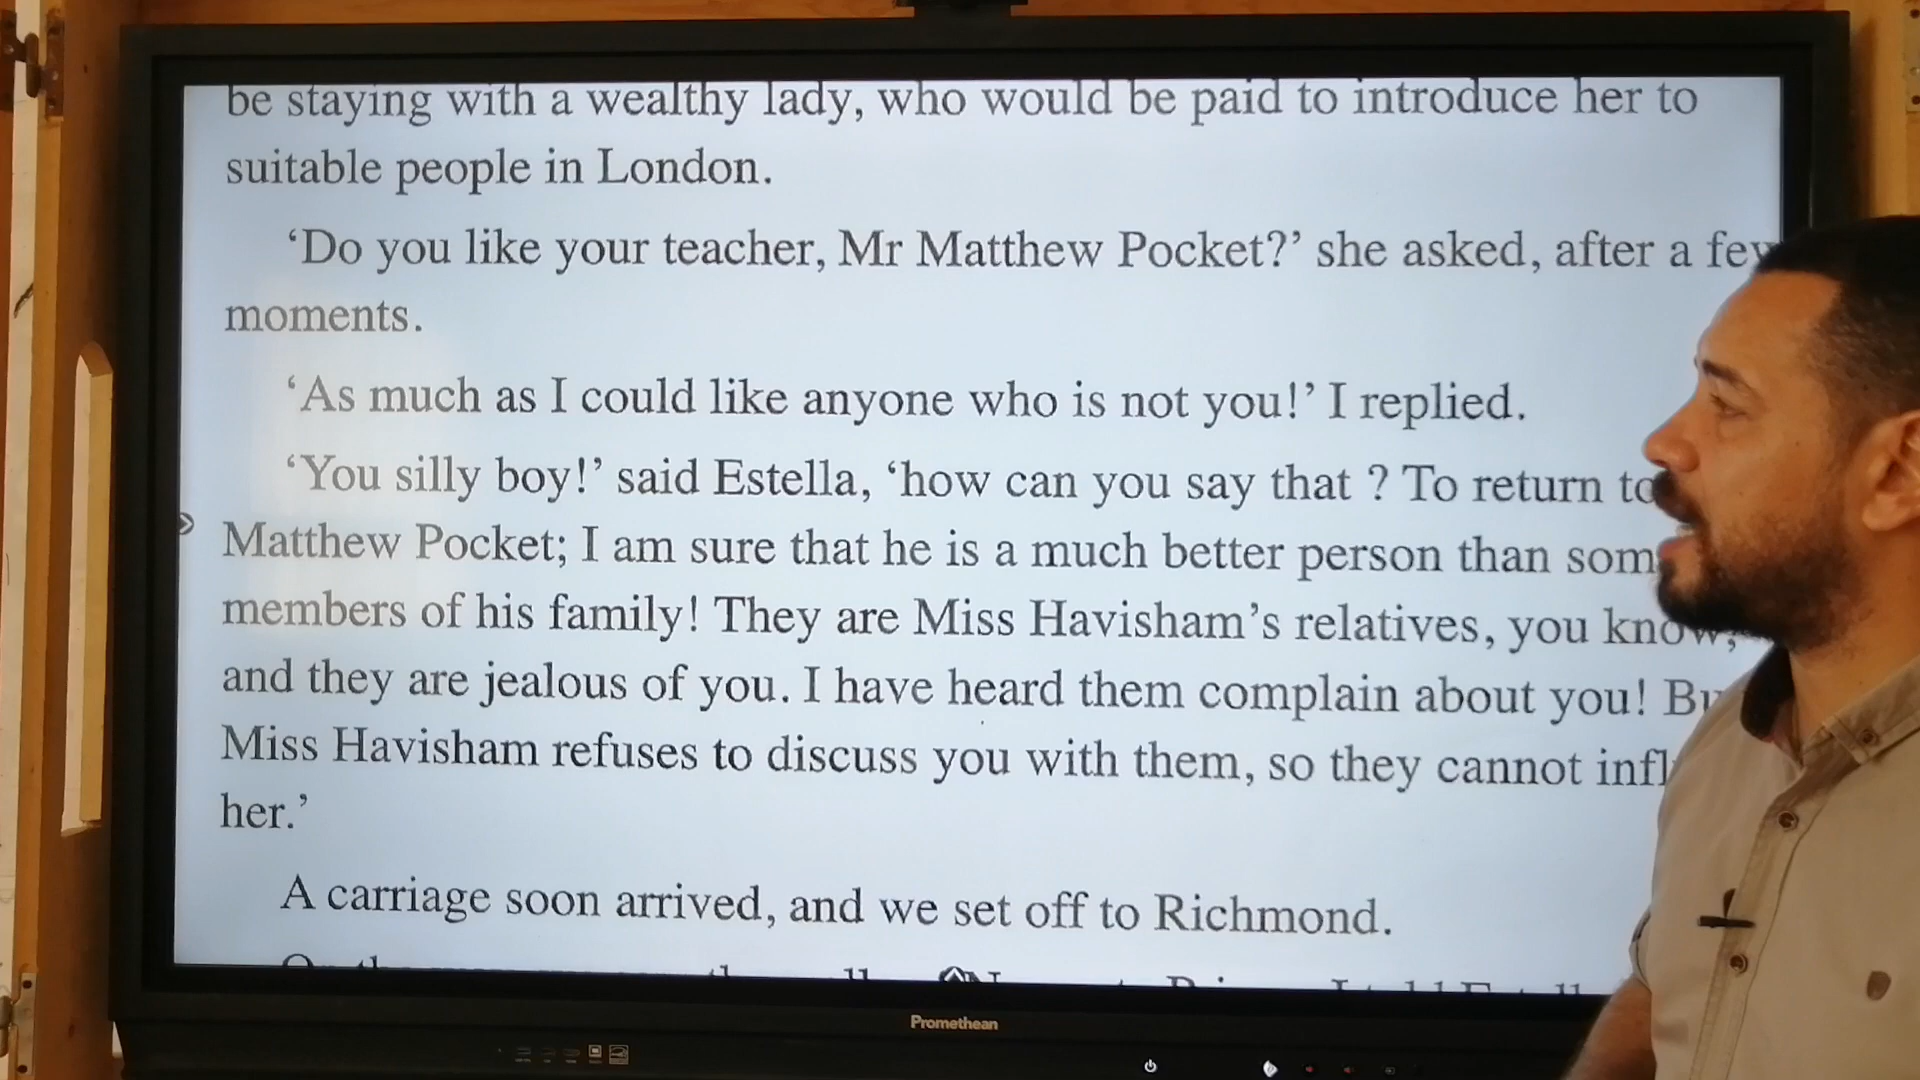 be staying with a wealthy lady, who would be paid to introduce her to
suitable people in London.
‘Do you like your teacher, Mr Matthew Pocket?’ she asked, after a
moments.
‘As much as I could like anyone who is not you!’ I replied.
‘You silly boy!’ said Estella, ‘how can you say that ? To return to
Matthew Pocket; I am sure that he is a much better person than
members of his family! They are Miss Havisham’s relatives, you know,
and they are jealous of you. I have heard them complain about you!
Miss Havisham refuses to discuss you with them, so they cannot
her.’
A carriage soon arrived, and we set off to Richmond.
Promethean